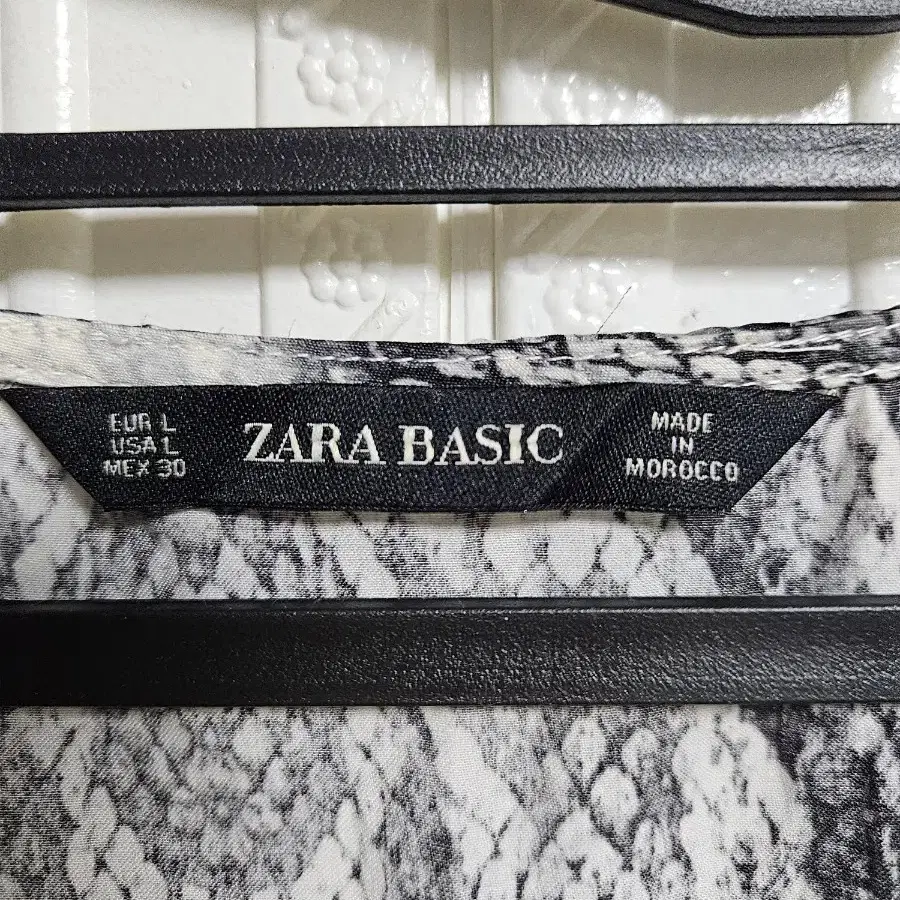 EUR L
USA L
MEX 30
ZARA BASIC
MADE
IN
MOROCCO